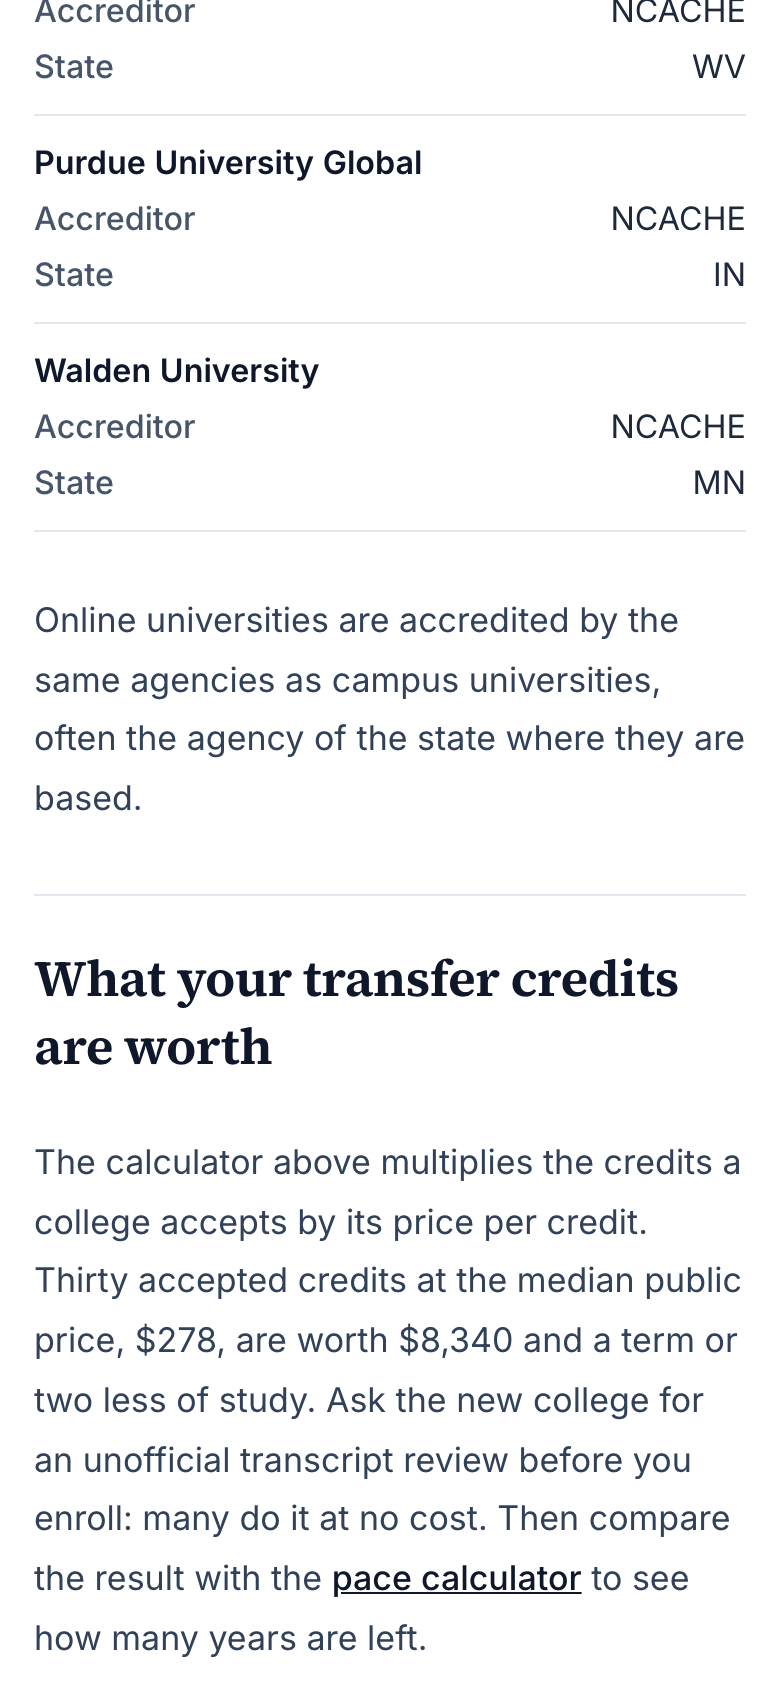 Accreditor NCACHE
State WV
Purdue University Global
Accreditor NCACHE
State IN
Walden University
Accreditor NCACHE
State MN
Online universities are accredited by the
same agencies as campus universities,
often the agency of the state where they are
based.
What your transfer credits
are worth
The calculator above multiplies the credits a
college accepts by its price per credit.
Thirty accepted credits at the median public
price, $278, are worth $8,340 and a term or
two less of study. Ask the new college for
an unofficial transcript review before you
enroll: many do it at no cost. Then compare
the result with the pace calculator to see
how many years are left.